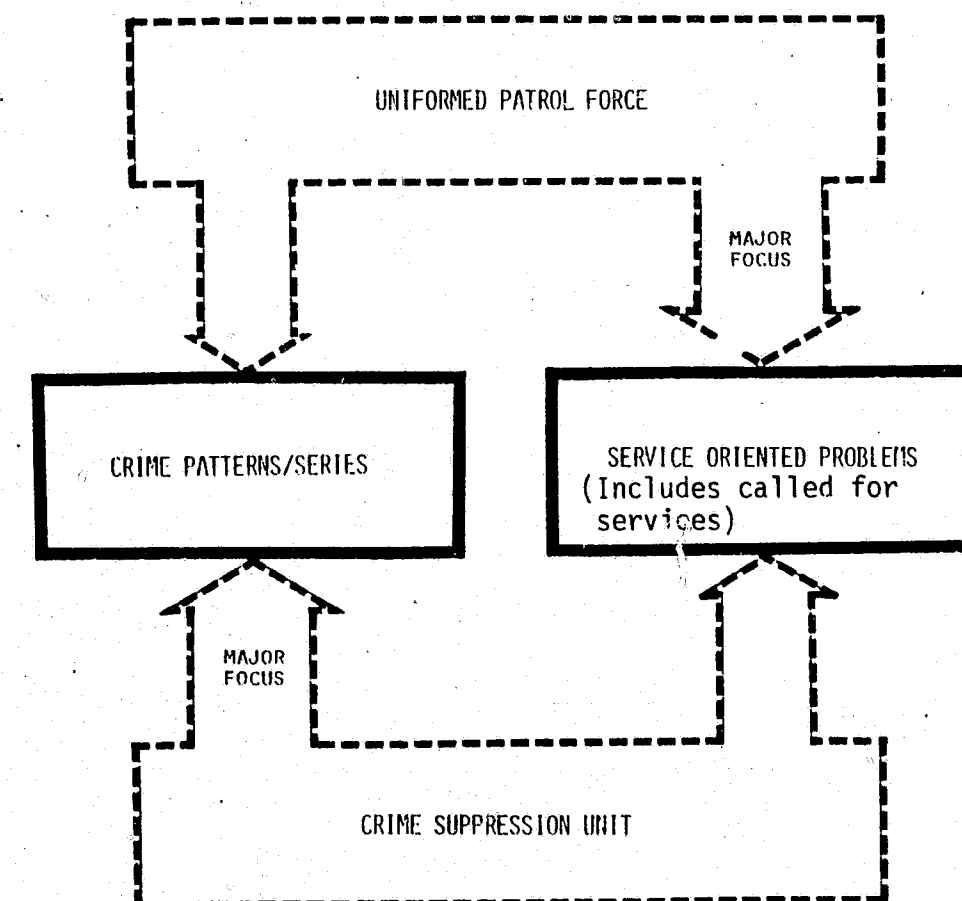 UNIFORMED PATROL FORCE
MAJOR
FOCUS
CRIME PATTERNS/SERIES
SERVICE ORIENTED PROBLEMS
(Includes called for
services)
MAJOR
FOCUS
CRIME SUPPRESSION UNIT